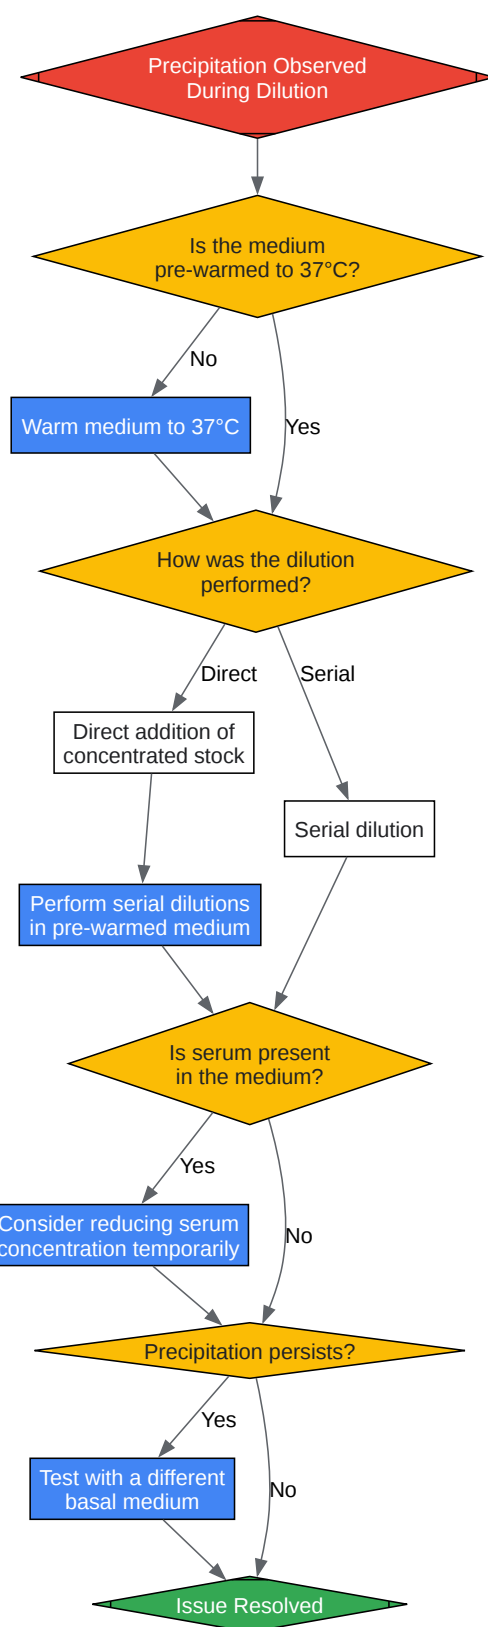 Precipitation Observed
During Dilution
Is the medium
pre-warmed to 37°C?
No
Warm medium to 37°C
Yes
How was the dilution
performed?
Direct
Serial
Direct addition of
concentrated stock
Serial dilution
Perform serial dilutions
in pre-warmed medium
Is serum present
in the medium?
Yes
Consider reducing serum
concentration temporarily
No
Precipitation persists?
Yes
Test with a different
basal medium
No
Issue Resolved